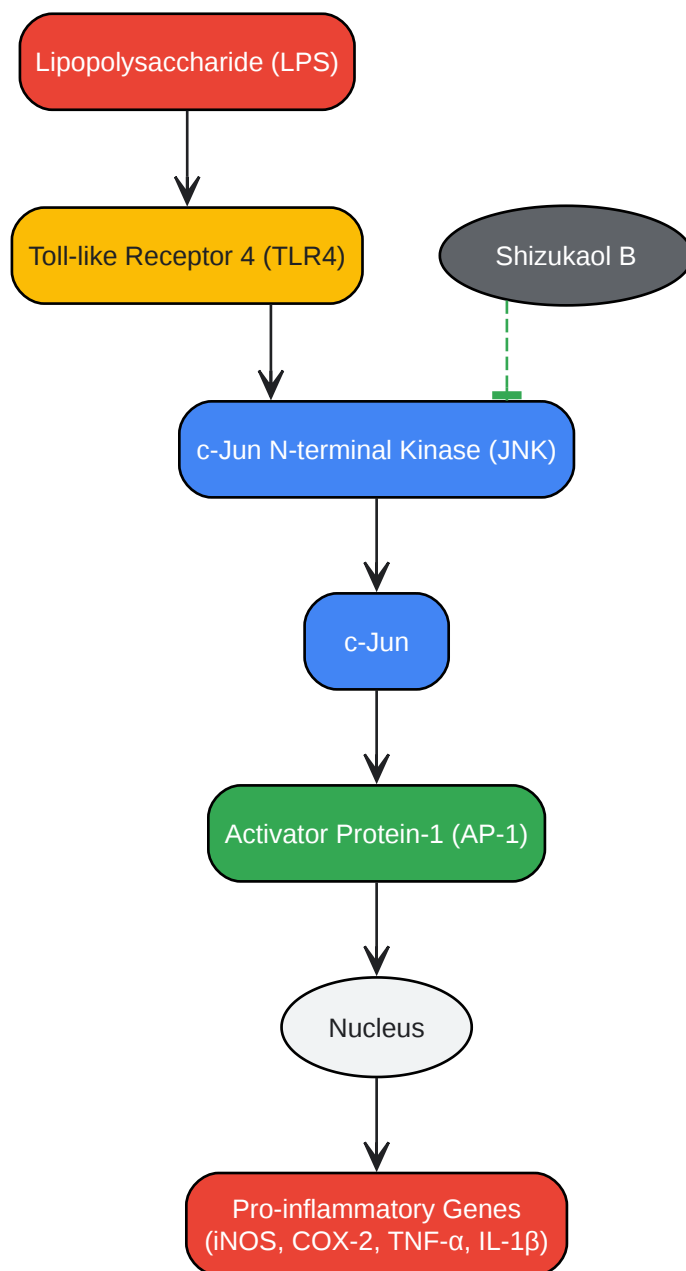 Lipopolysaccharide (LPS)
Toll-like Receptor 4 (TLR4)
Shizukaol B
c-Jun N-terminal Kinase (JNK)
c-Jun
Activator Protein-1 (AP-1)
Nucleus
Pro-inflammatory Genes
(iNOS, COX-2, TNF-α, IL-1β)